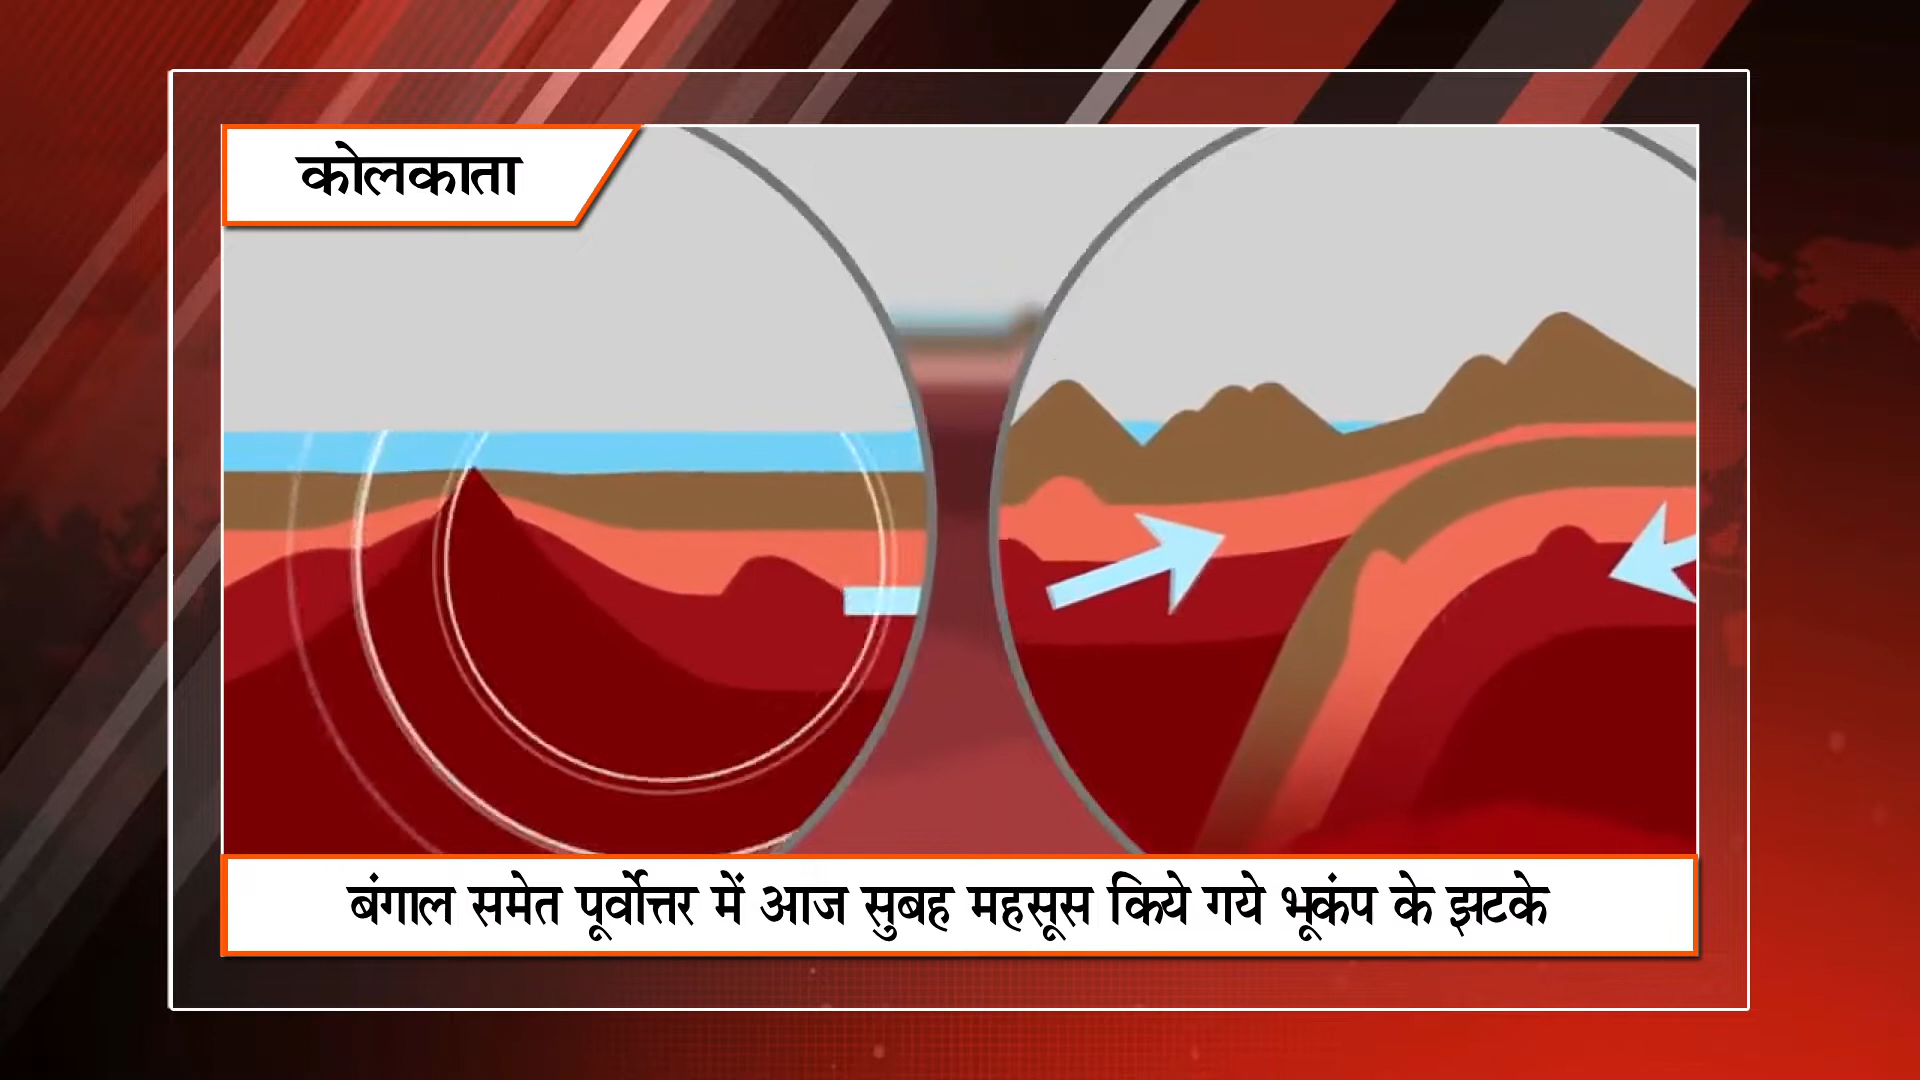 कोलकाता
बंगाल समेत पूर्वोत्तर में आज सुबह महसूस किये गये भूकंप के झटके